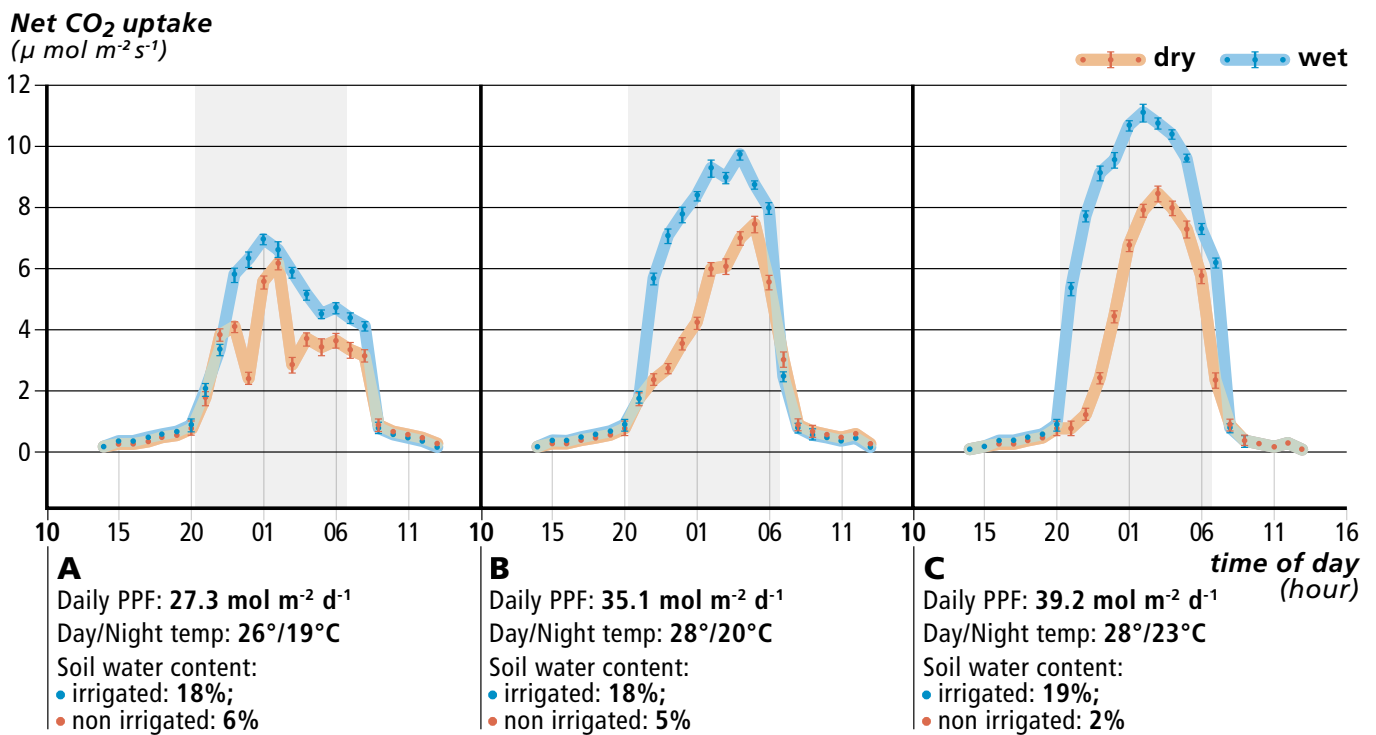 Net CO2 uptake
(μ mol m-2 s-1)
dry wet
12
10
8
6
4
2
0
10 15 20 01 06 11 10 15 20 01 06 11 10 15 20 01 06 11 16
time of day
(hour)
A
Daily PPF: 27.3 mol m-2 d-1
Day/Night temp: 26°/19°C
Soil water content:
irrigated: 18%;
non irrigated: 6%
B
Daily PPF: 35.1 mol m-2 d-1
Day/Night temp: 28°/20°C
Soil water content:
irrigated: 18%;
non irrigated: 5%
C
Daily PPF: 39.2 mol m-2 d-1
Day/Night temp: 28°/23°C
Soil water content:
irrigated: 19%;
non irrigated: 2%